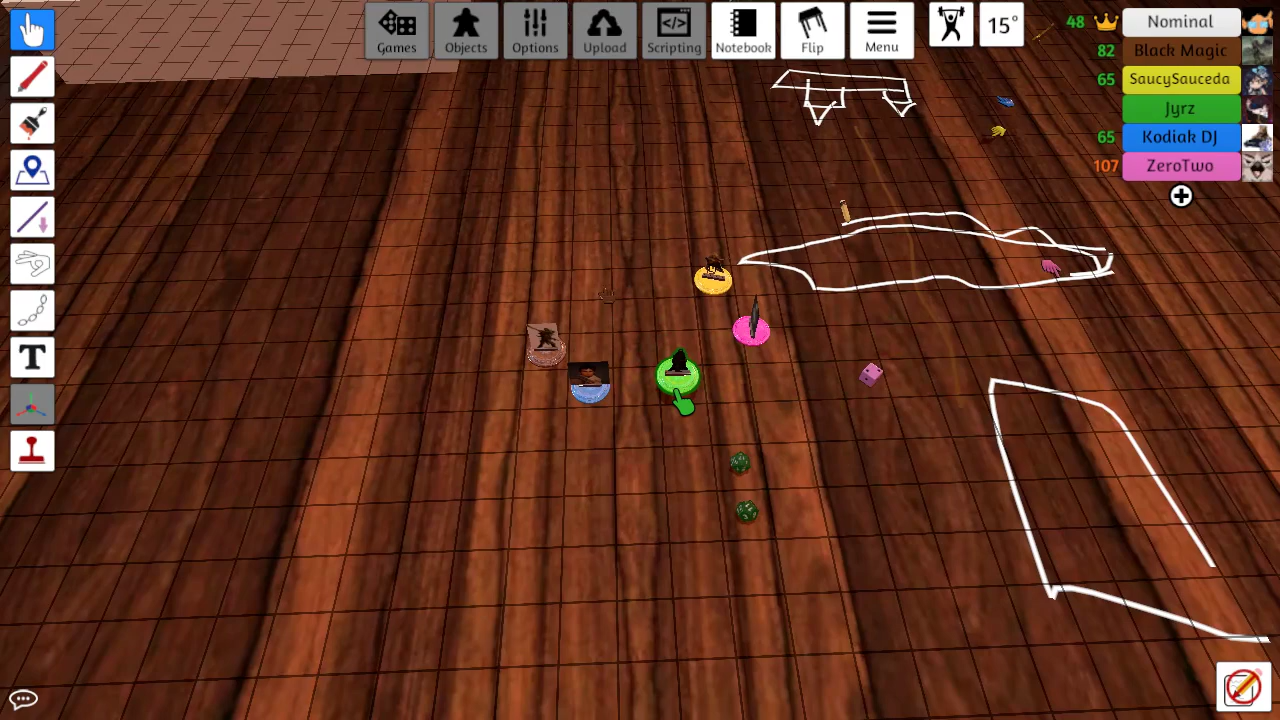 Games
Objects
Options
Upload
Scripting
Notebook
Flip
Menu
15°
48 Nominal
82 Black Magic
65 SaucySauceda
Jyrz
65 Kodiak DJ
107 ZeroTwo
T